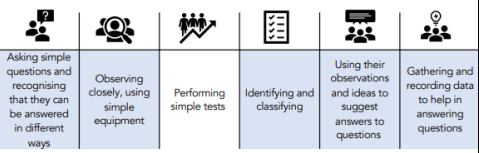 Asking simple
questions and
recognising
that they can
be answered
in different
ways
Observing
closely, using
simple
equipment
Performing
simple tests
Identifying and
classifying
Using their
observations
and ideas to
suggest
answers to
questions
Gathering and
recording data
to help in
answering
questions